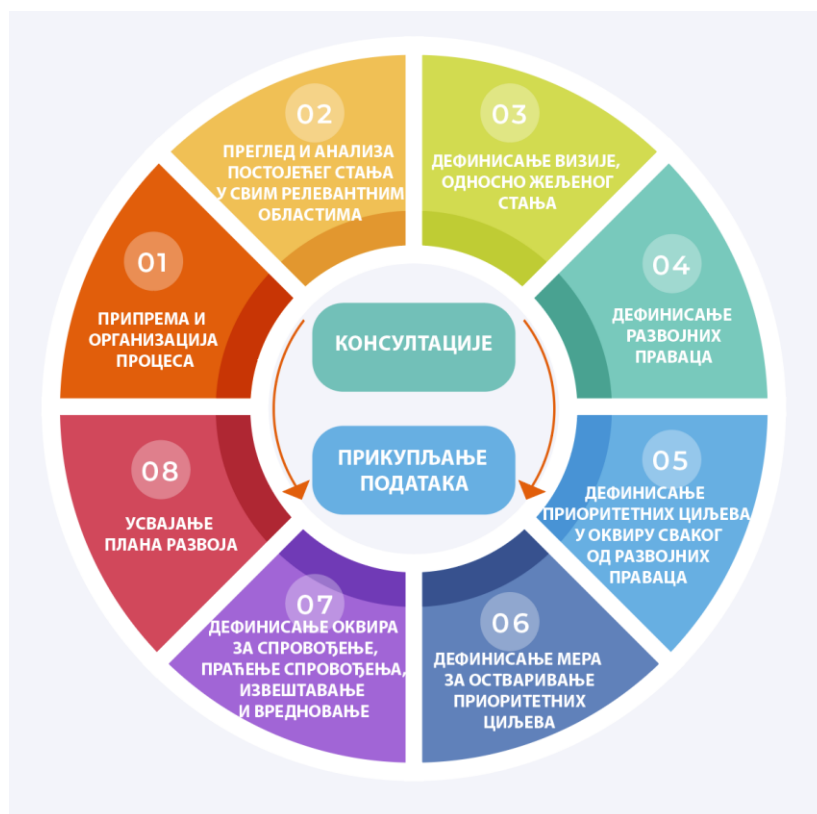 01
ПРИПРЕМА И
ОРГАНИЗАЦИЈА
ПРОЦЕСА
02
ПРЕГЛЕД И АНАЛИЗА
ПОСТОЈЕЋЕГ СТАЊА
У СВИМ РЕЛЕВАНТНИМ
ОБЛАСТИМА
03
ДЕФИНИСАЊЕ ВИЗИЈЕ,
ОДНОСНО ЖЕЉЕНОГ
СТАЊА
04
ДЕФИНИСАЊЕ
РАЗВОЈНИХ
ПРАВАЦА
05
ДЕФИНИСАЊЕ
ПРИОРИТЕТНИХ ЦИЉЕВА
У ОКВИРУ СВАКОГ
ОД РАЗВОЈНИХ
ПРАВАЦА
06
ДЕФИНИСАЊЕ МЕРА
ЗА ОСТВАРИВАЊЕ
ПРИОРИТЕТНИХ
ЦИЉЕВА
07
ДЕФИНИСАЊЕ ОКВИРА
ЗА СПРОВОЂЕЊЕ,
ПРАЋЕЊЕ СПРОВОЂЕЊА,
ИЗВЕШТАВАЊЕ
И ВРЕДНОВАЊЕ
08
УСВАЈАЊЕ
ПЛАНА РАЗВОЈА
КОНСУЛТАЦИЈЕ
ПРИКУПЉАЊЕ
ПОДАТАКА